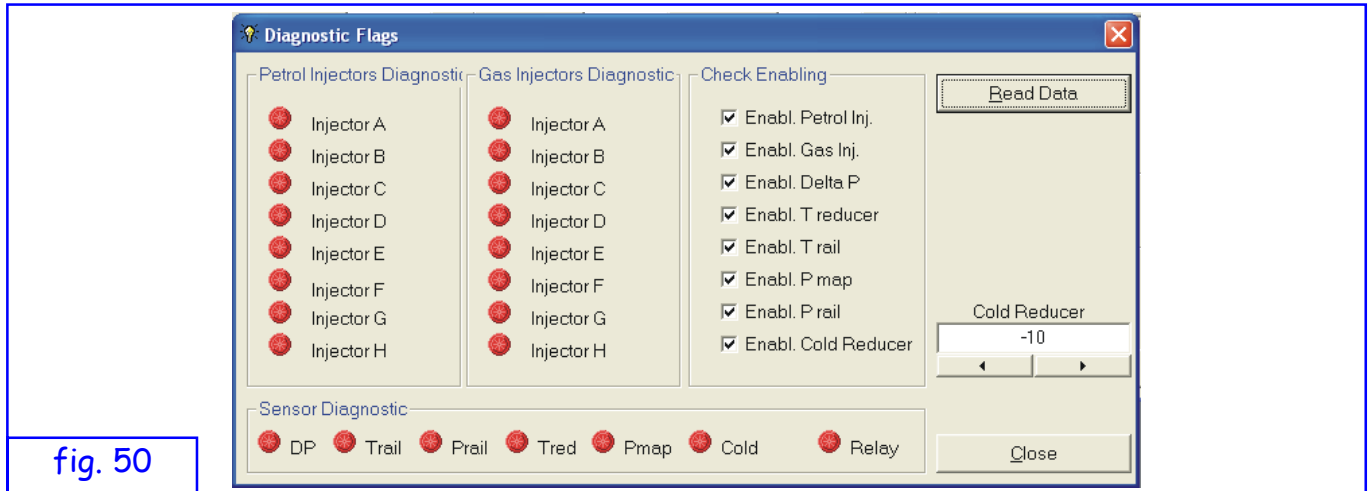 Diagnostic Flags
Petrol Injectors Diagnostic
Injector A
Injector B
Injector C
Injector D
Injector E
Injector F
Injector G
Injector H
Gas Injectors Diagnostic
Injector A
Injector B
Injector C
Injector D
Injector E
Injector F
Injector G
Injector H
Check Enabling
Enabl. Petrol Inj.
Enabl. Gas Inj.
Enabl. Delta P
Enabl. T reducer
Enabl. T rail
Enabl. P map
Enabl. P rail
Enabl. Cold Reducer
Read Data
Cold Reducer
-10
Sensor Diagnostic
DP Trail Prail Tred Pmap Cold Relay
Close
fig. 50